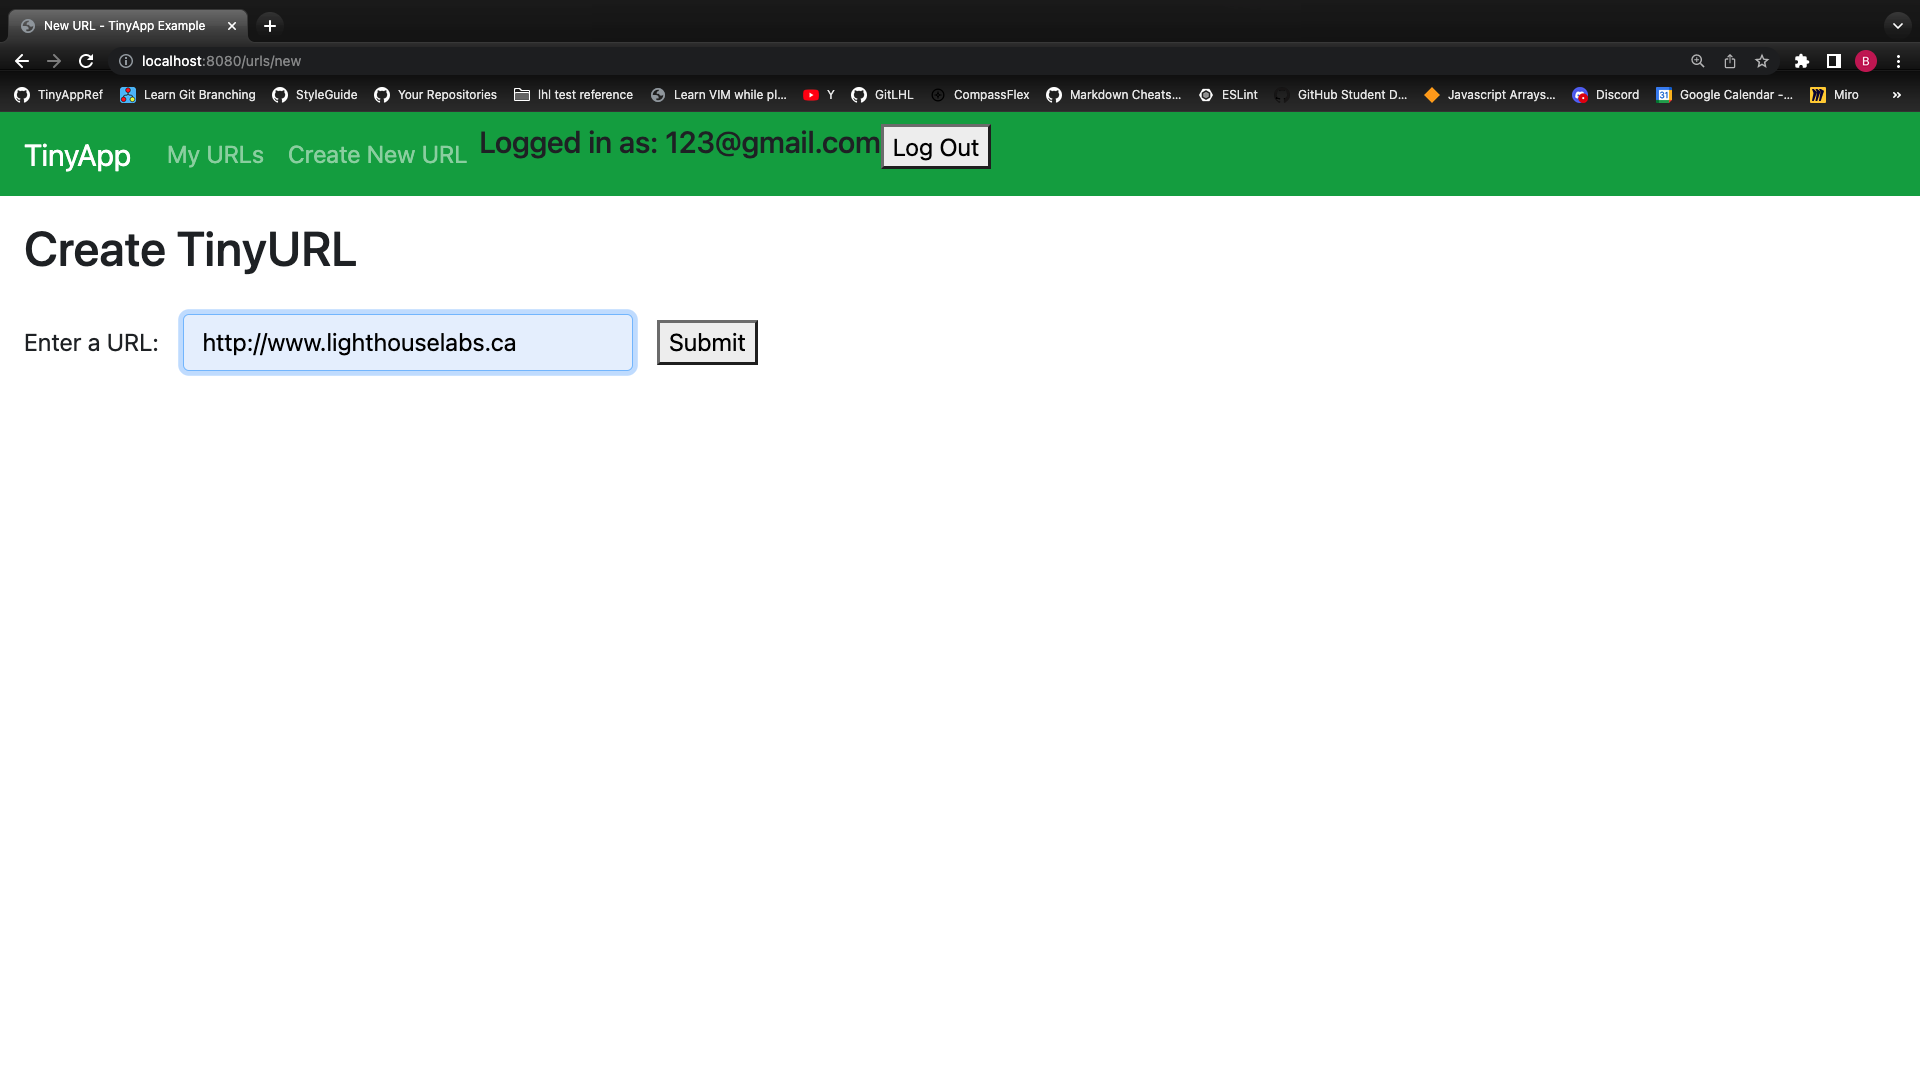 New URL - TinyApp Example
localhost:8080/urls/new
B
TinyAppRef Learn Git Branching StyleGuide Your Repositories lhl test reference Learn VIM while pl... Y GitLHL CompassFlex Markdown Cheats... ESLint GitHub Student D... Javascript Arrays... 31 Discord Google Calendar -... Miro »
TinyApp My URLs Create New URL Logged in as: 123@gmail.com Log Out
Create TinyURL
Enter a URL: http://www.lighthouselabs.ca Submit